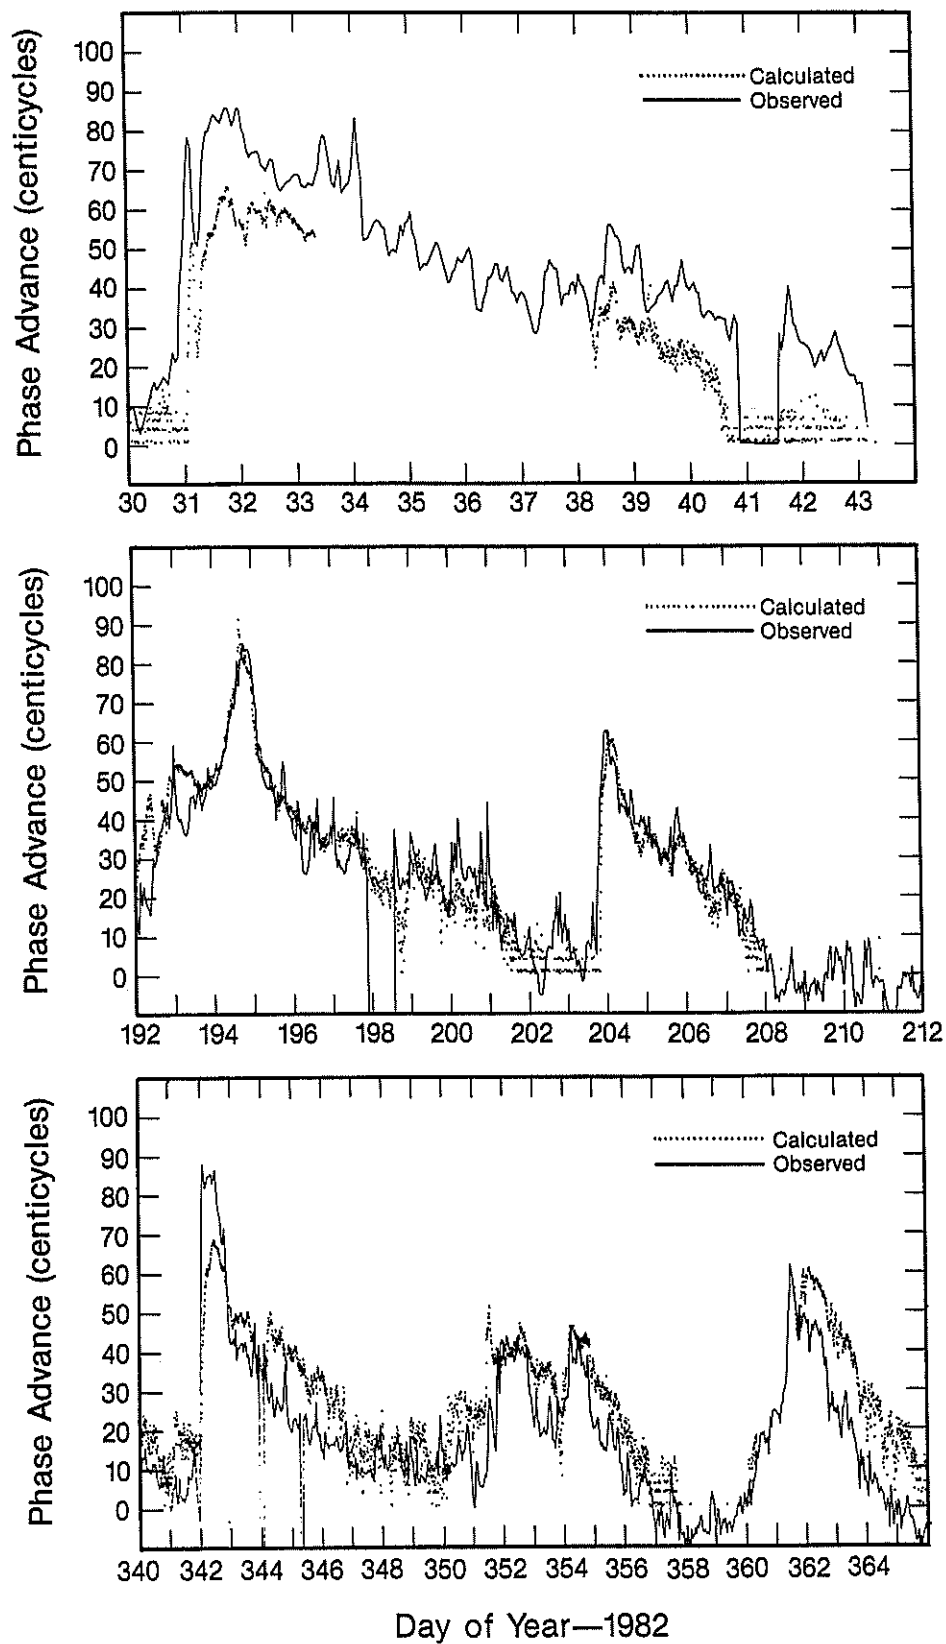 Phase Advance (centicycles)
100
90
80
70
60
50
40
30
20
10
0
Calculated
Observed
30 31 32 33 34 35 36 37 38 39 40 41 42 43
Phase Advance (centicycles)
100
90
80
70
60
50
40
30
20
10
0
Calculated
Observed
192 194 196 198 200 202 204 206 208 210 212
Phase Advance (centicycles)
100
90
80
70
60
50
40
30
20
10
0
Calculated
Observed
340 342 344 346 348 350 352 354 356 358 360 362 364
Day of Year—1982